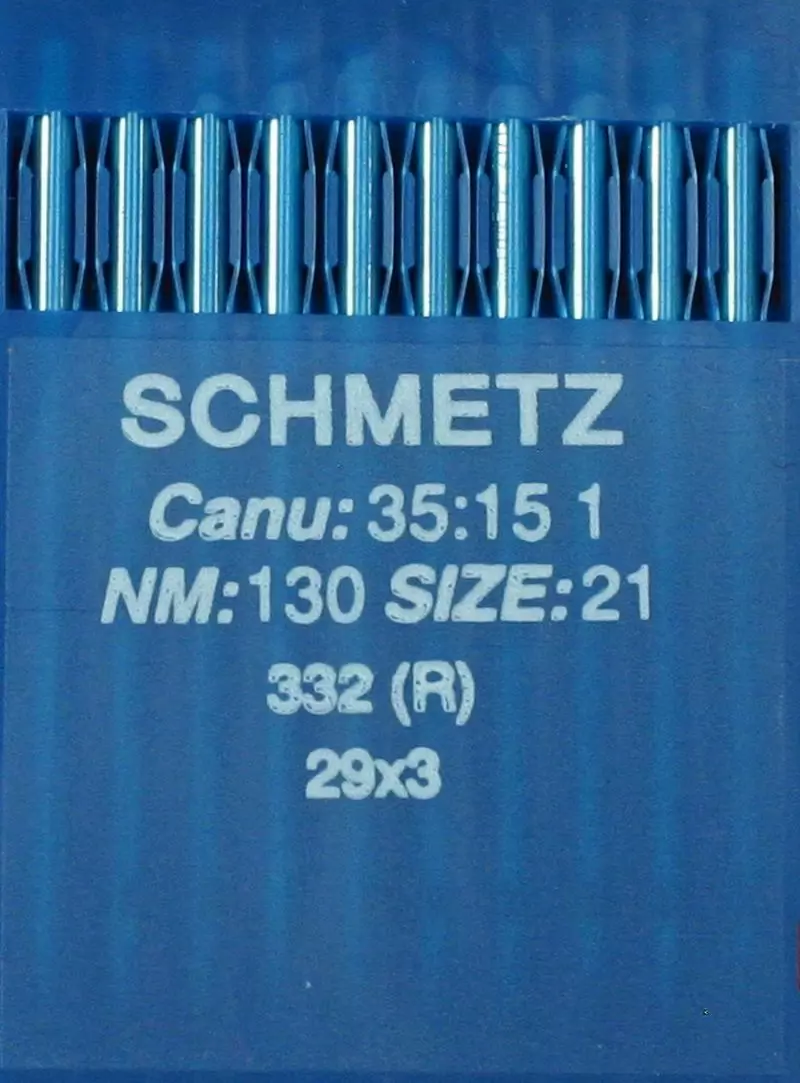 SCHMETZ
Canu: 35:15 1
NM:130 SIZE:21
332 (R)
29x3